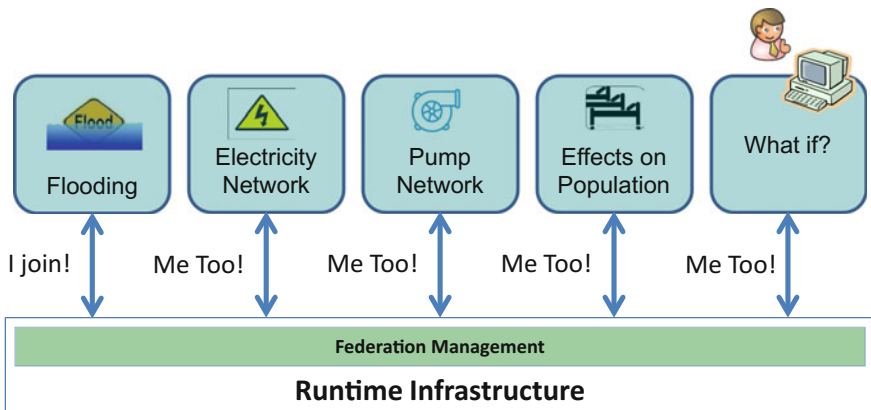 Flood
Flooding
Electricity
Network
Pump
Network
Effects on
Population
What if?
I join!
Me Too!
Me Too!
Me Too!
Me Too!
Federation Management
Runtime Infrastructure